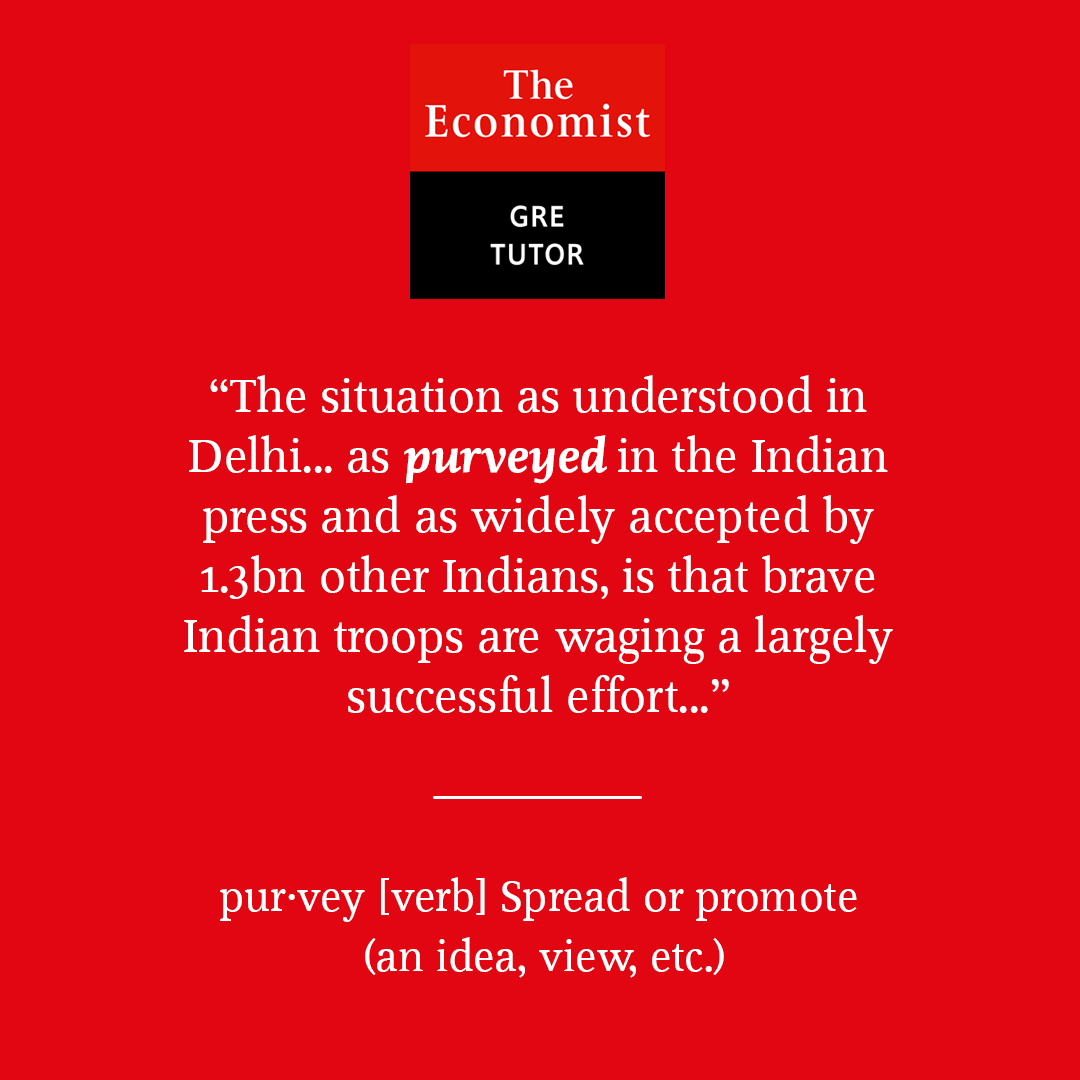 The
Economist
GRE
TUTOR
“The situation as understood in
Delhi... as purveyed in the Indian
press and as widely accepted by
1.3bn other Indians, is that brave
Indian troops are waging a largely
successful effort...”
pur·vey [verb] Spread or promote
(an idea, view, etc.)